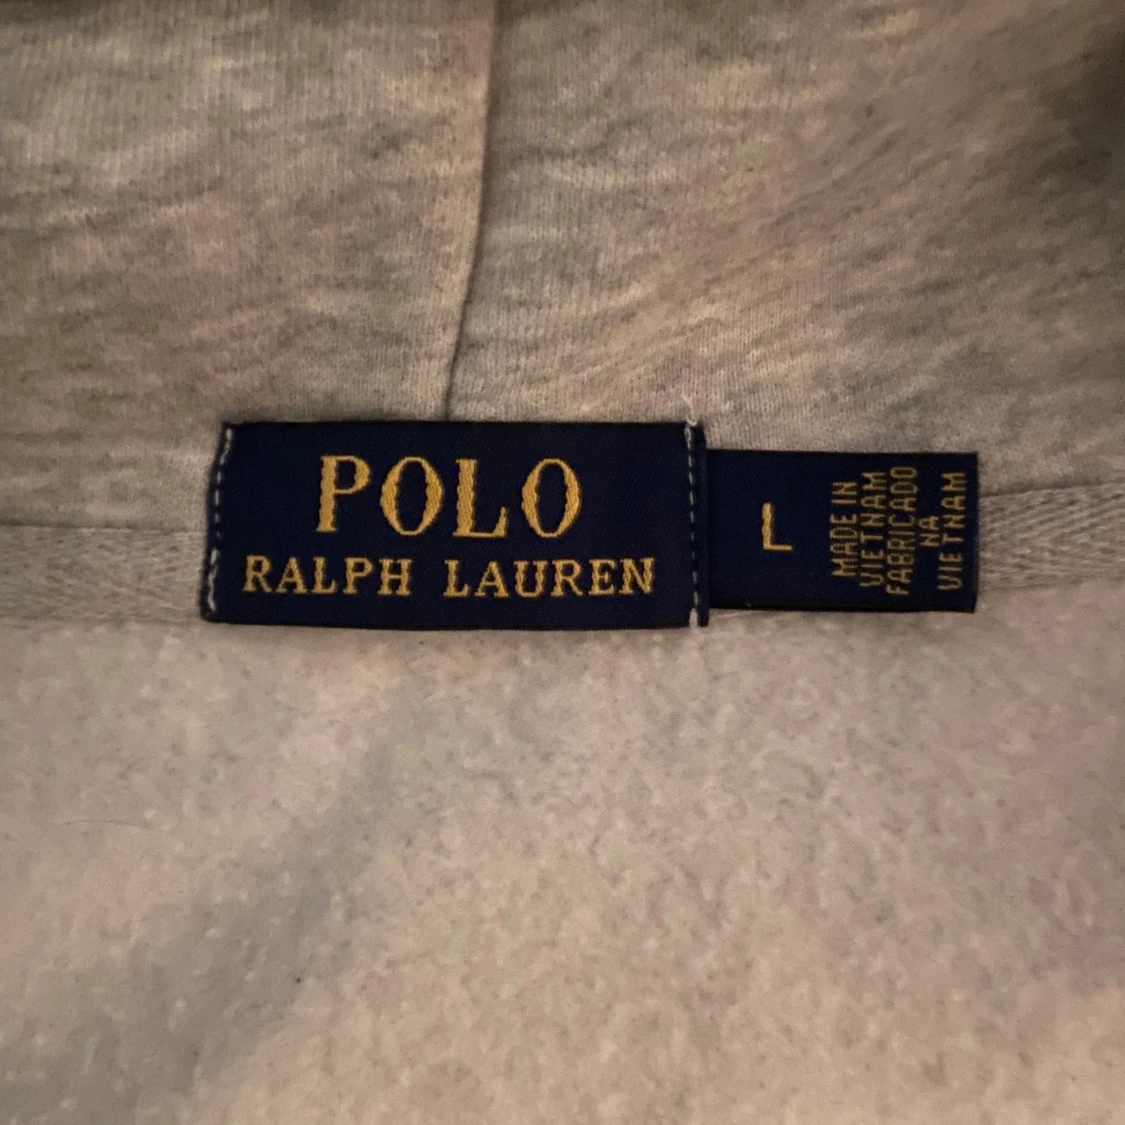 POLO
RALPH LAUREN
L
MADE IN
VIETNAM
FABRICADO
NA
VIETNAM